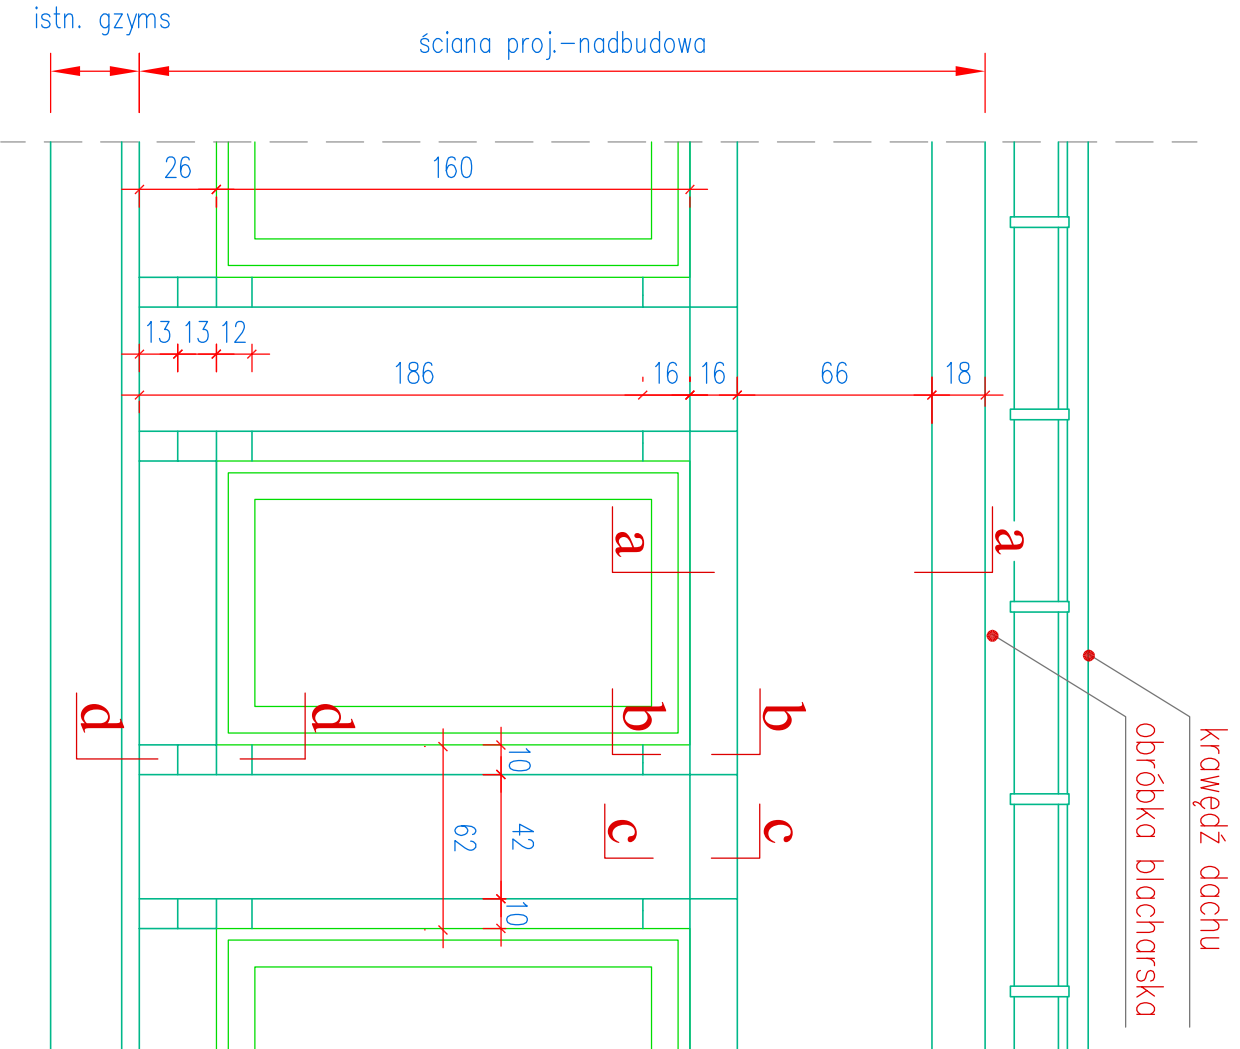 istn. gzyms
ściana proj.-nadbudowa
26
160
13
13
12
186
16
16
66
18
a
a
b
b
d
d
c
c
10
42
62
10
krawędź dachu
obróbka blacharska